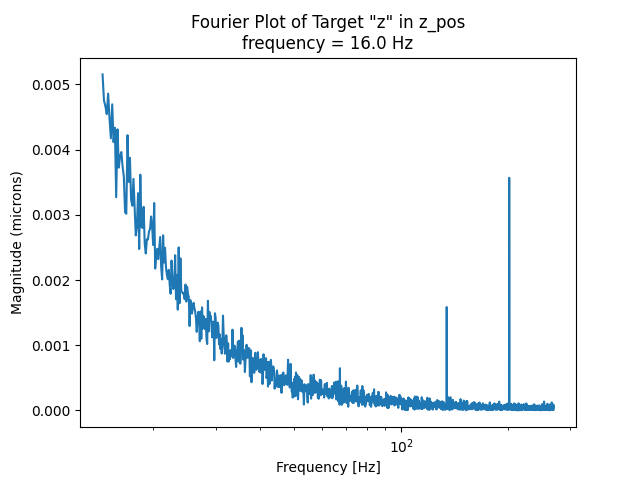 Fourier Plot of Target "z" in z_pos
frequency = 16.0 Hz
Magnitude (microns)
0.005
0.004
0.003
0.002
0.001
0.000
10²
Frequency [Hz]